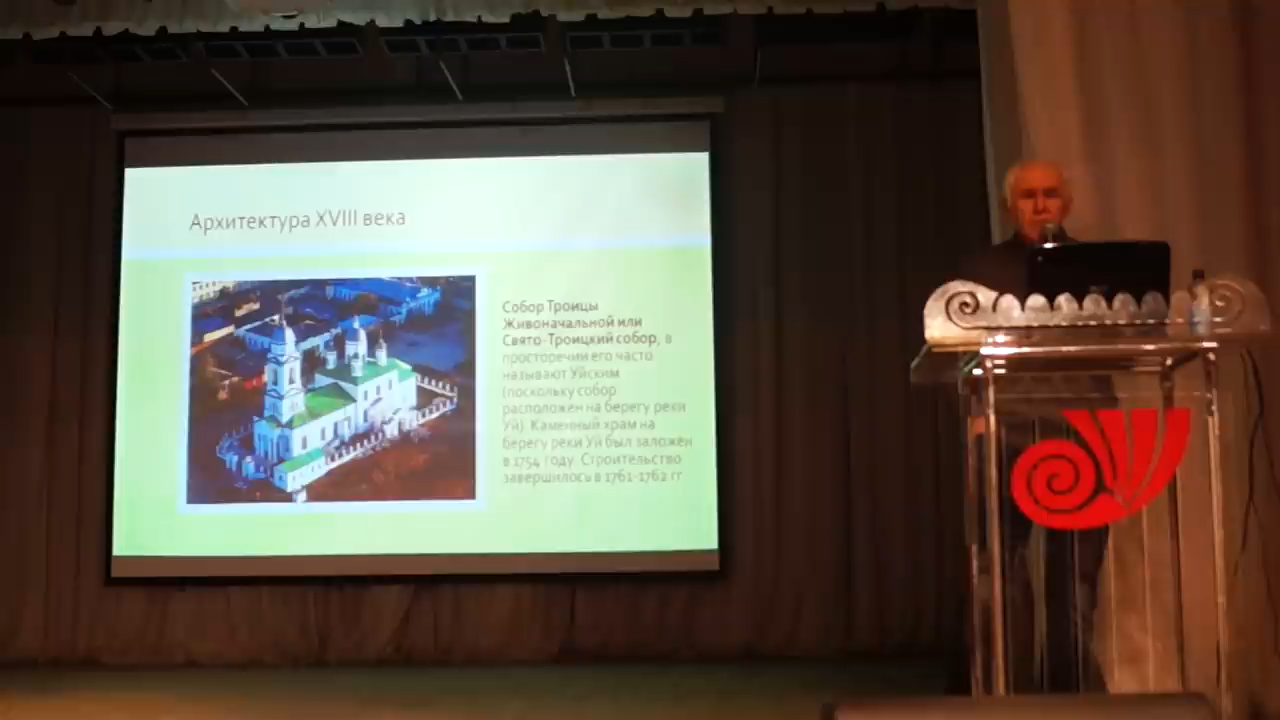 Архитектура XVIII века
Собор Троицы
Живоначальной или
Свято-Троицкий собор, в
просторечии его часто
называют Уйским
(поскольку собор
расположен на берегу реки
Уй). Каменный храм на
берегу реки Уй был заложен
в 1754 году. Строительство
завершилось в 1761-1762 гг